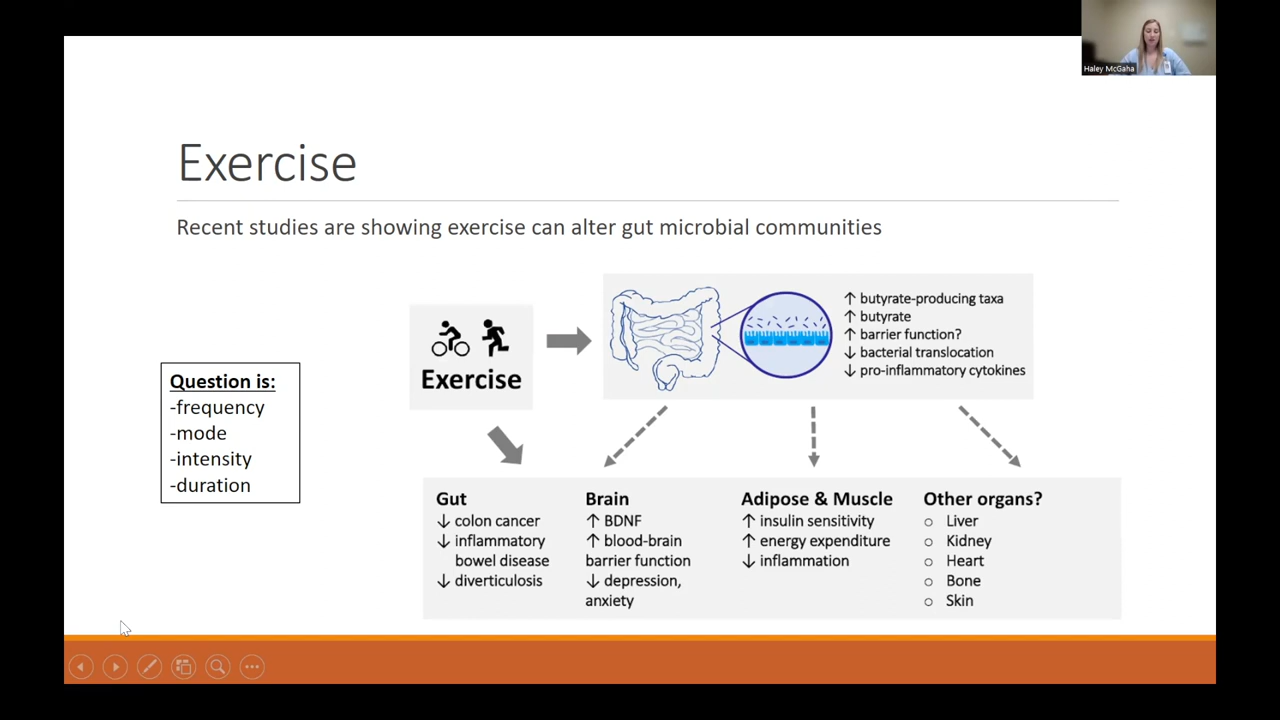 Haley McGaha
Exercise
Recent studies are showing exercise can alter gut microbial communities
Question is:
-frequency
-mode
-intensity
-duration
Exercise
↑ butyrate-producing taxa
↑ butyrate
↑ barrier function?
↓ bacterial translocation
↓ pro-inflammatory cytokines
Gut
↓ colon cancer
↓ inflammatory
bowel disease
↓ diverticulosis
Brain
↑ BDNF
↑ blood-brain
barrier function
↓ depression,
anxiety
Adipose & Muscle
↑ insulin sensitivity
↑ energy expenditure
↓ inflammation
Other organs?
○ Liver
○ Kidney
○ Heart
○ Bone
○ Skin